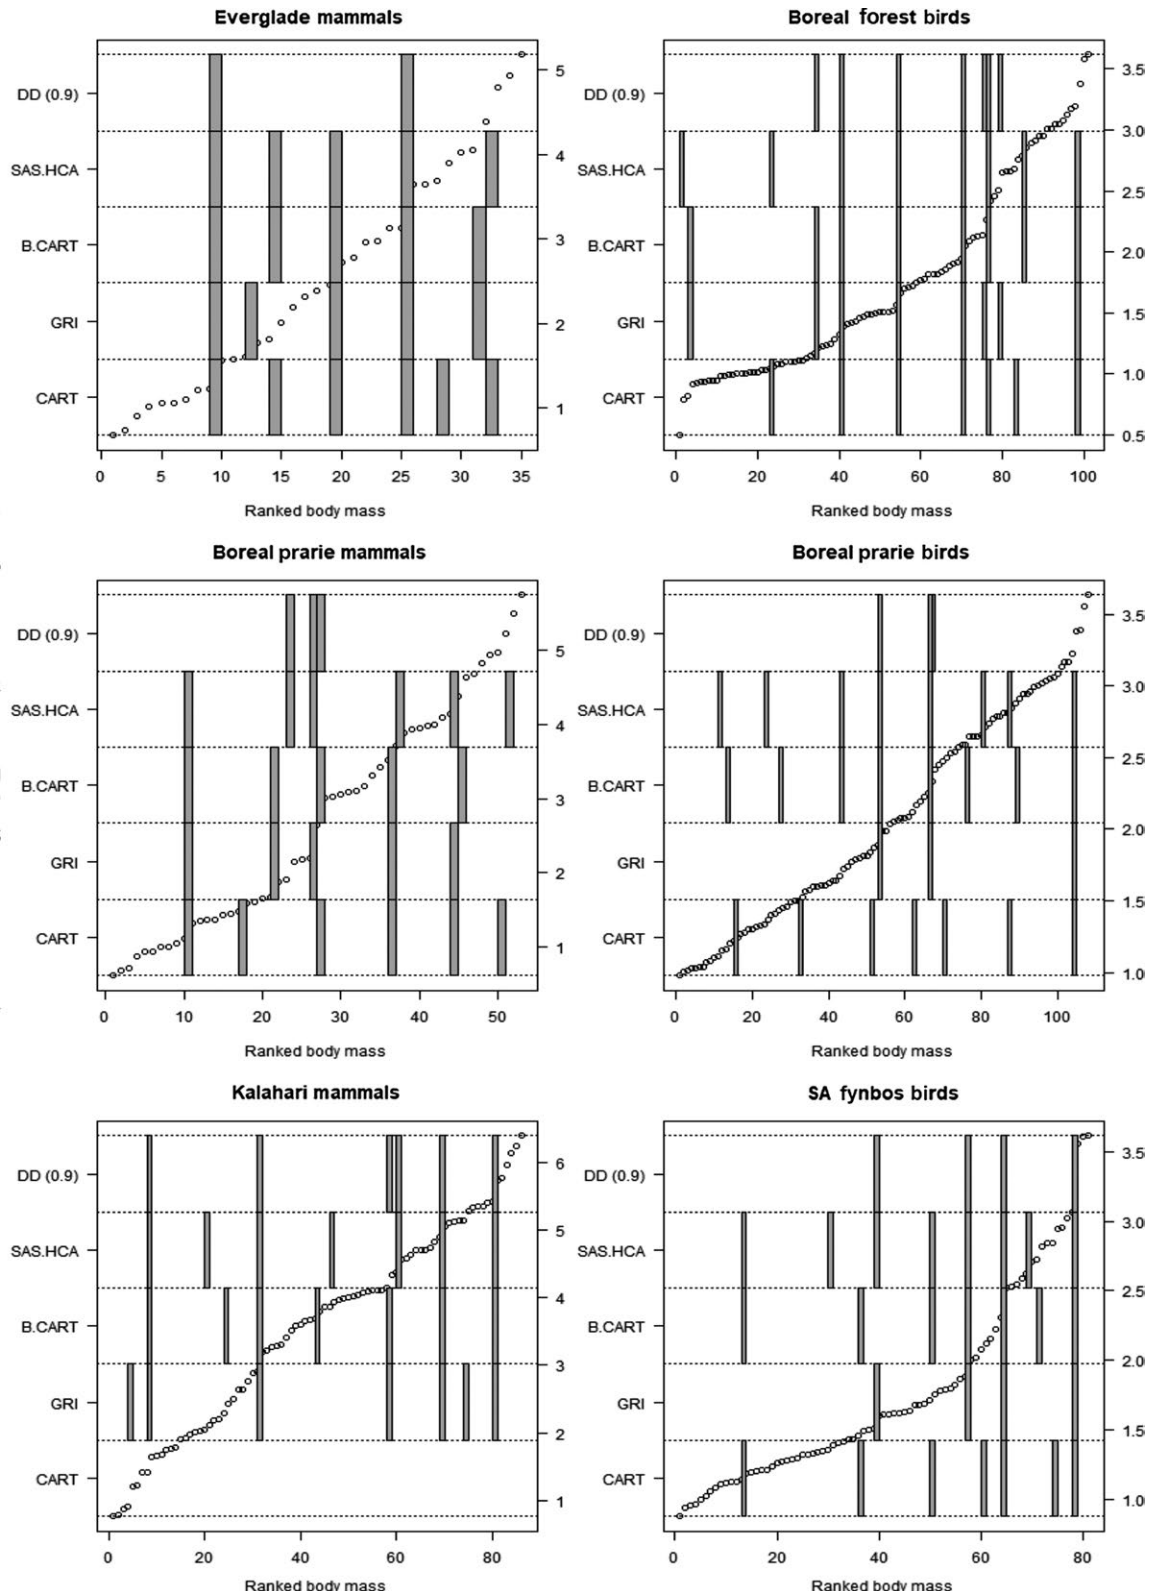 Everglade mammals
DD (0.9)
SAS.HCA
B.CART
GRI
CART
5
4
3
2
1
0 5 10 15 20 25 30 35
Ranked body mass
Boreal forest birds
DD (0.9)
SAS.HCA
B.CART
GRI
CART
3.5
3.0
2.5
2.0
1.5
1.0
0.5
0 20 40 60 80 100
Ranked body mass
Boreal prarie mammals
DD (0.9)
SAS.HCA
B.CART
GRI
CART
5
4
3
2
1
0 10 20 30 40 50
Ranked body mass
Boreal prarie birds
DD (0.9)
SAS.HCA
B.CART
GRI
CART
3.5
3.0
2.5
2.0
1.5
1.0
0 20 40 60 80 100
Ranked body mass
Kalahari mammals
DD (0.9)
SAS.HCA
B.CART
GRI
CART
6
5
4
3
2
1
0 20 40 60 80
Ranked body mass
SA fynbos birds
DD (0.9)
SAS.HCA
B.CART
GRI
CART
3.5
3.0
2.5
2.0
1.5
1.0
0 20 40 60 80
Ranked body mass